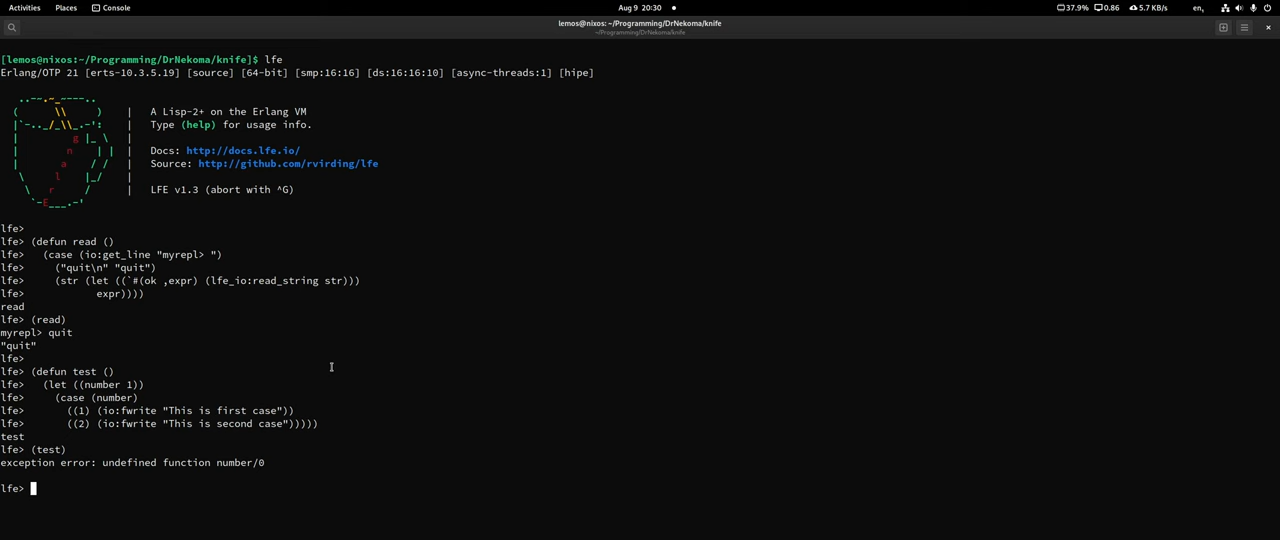 Activities Places Console Aug 9 20:30 37.9% 0.86 5.7 KB/s en,
lemos@nixos: ~/Programming/DrNekoma/knife
~/Programming/DrNekoma/knife
[lemos@nixos:~/Programming/DrNekoma/knife]$ lfe
Erlang/OTP 21 [erts-10.3.5.19] [source] [64-bit] [smp:16:16] [ds:16:16:10] [async-threads:1] [hipe]
   ..-~.~_~---..
  (      \\     )    |   A Lisp-2+ on the Erlang VM
  |`-.._/_\\_.-':    |   Type (help) for usage info.
  |         g |_ \   |
  |        n    | |  |   Docs: http://docs.lfe.io/
  |       a    / /   |   Source: http://github.com/rvirding/lfe
   \     l    |_/    |
    \   r     /      |   LFE v1.3 (abort with ^G)
     `-E___.-'
lfe>
lfe> (defun read ()
lfe>   (case (io:get_line "myrepl> ")
lfe>     ("quit\n" "quit")
lfe>     (str (let ((`#(ok ,expr) (lfe_io:read_string str)))
lfe>            expr))))
read
lfe> (read)
myrepl> quit
"quit"
lfe>
lfe> (defun test ()
lfe>   (let ((number 1))
lfe>     (case (number)
lfe>       ((1) (io:fwrite "This is first case"))
lfe>       ((2) (io:fwrite "This is second case")))))
test
lfe> (test)
exception error: undefined function number/0
lfe>